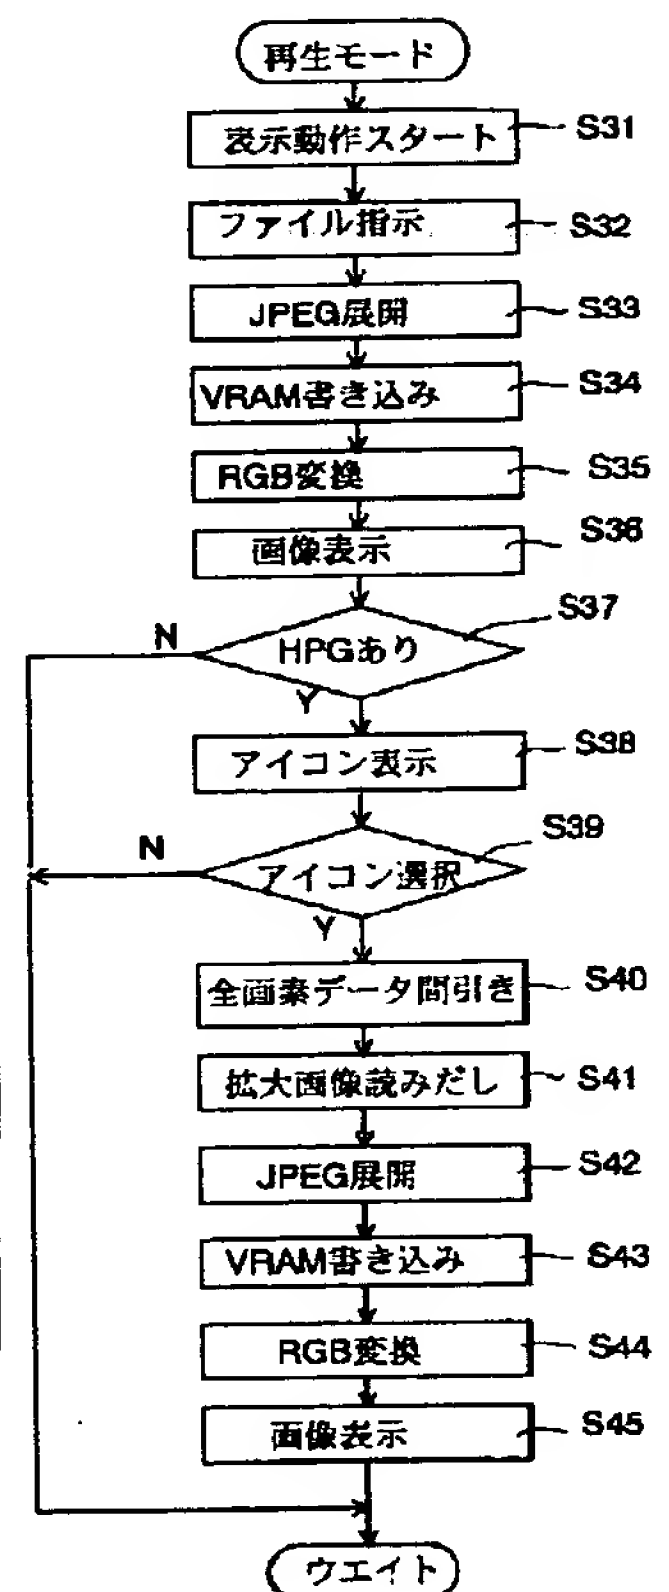 再生モード
表示動作スタート S31
ファイル指示 S32
JPEG展開 S33
VRAM書き込み S34
RGB変換 S35
画像表示 S36
HPGあり S37
N
Y
アイコン表示 S38
アイコン選択 S39
N
Y
全画素データ間引き S40
拡大画像読みだし S41
JPEG展開 S42
VRAM書き込み S43
RGB変換 S44
画像表示 S45
ウエイト